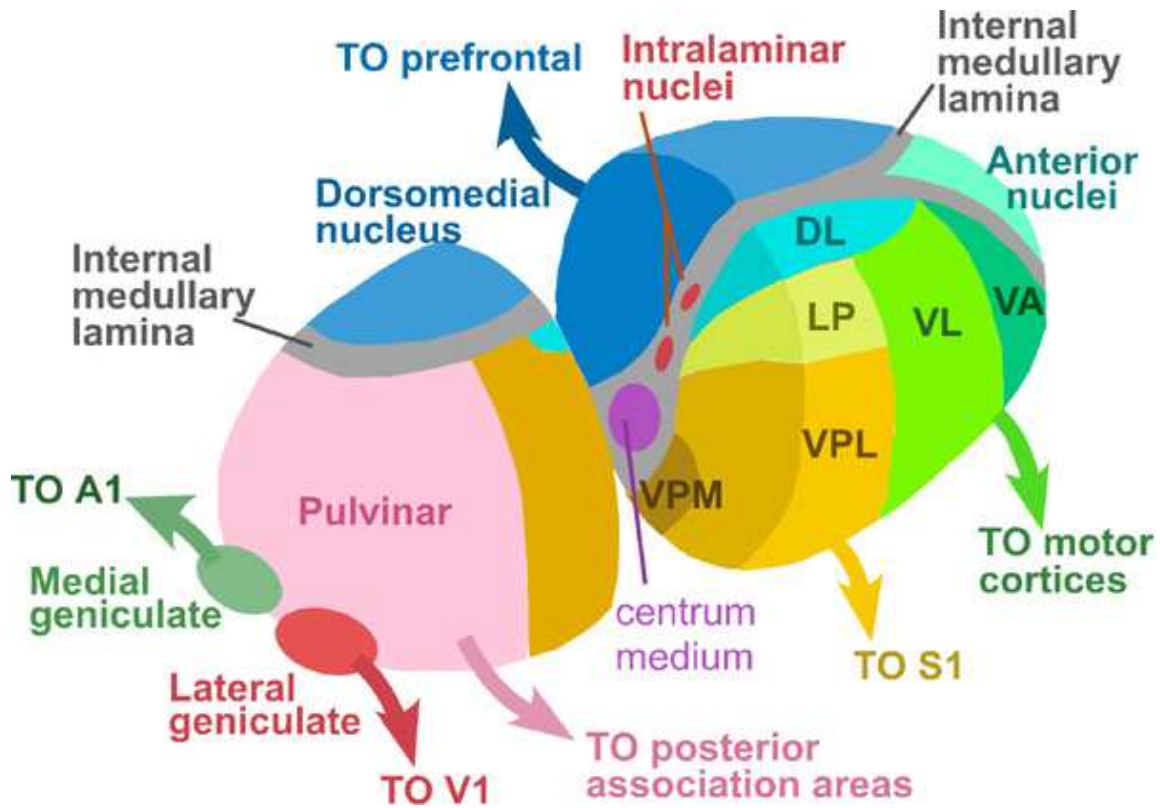 TO prefrontal
Intralaminar
nuclei
Internal
medullary
lamina
Anterior
nuclei
Dorsomedial
nucleus
Internal
medullary
lamina
DL
LP
VL
VA
VPL
VPM
Pulvinar
TO A1
Medial
geniculate
Lateral
geniculate
TO V1
centrum
medium
TO S1
TO motor
cortices
TO posterior
association areas